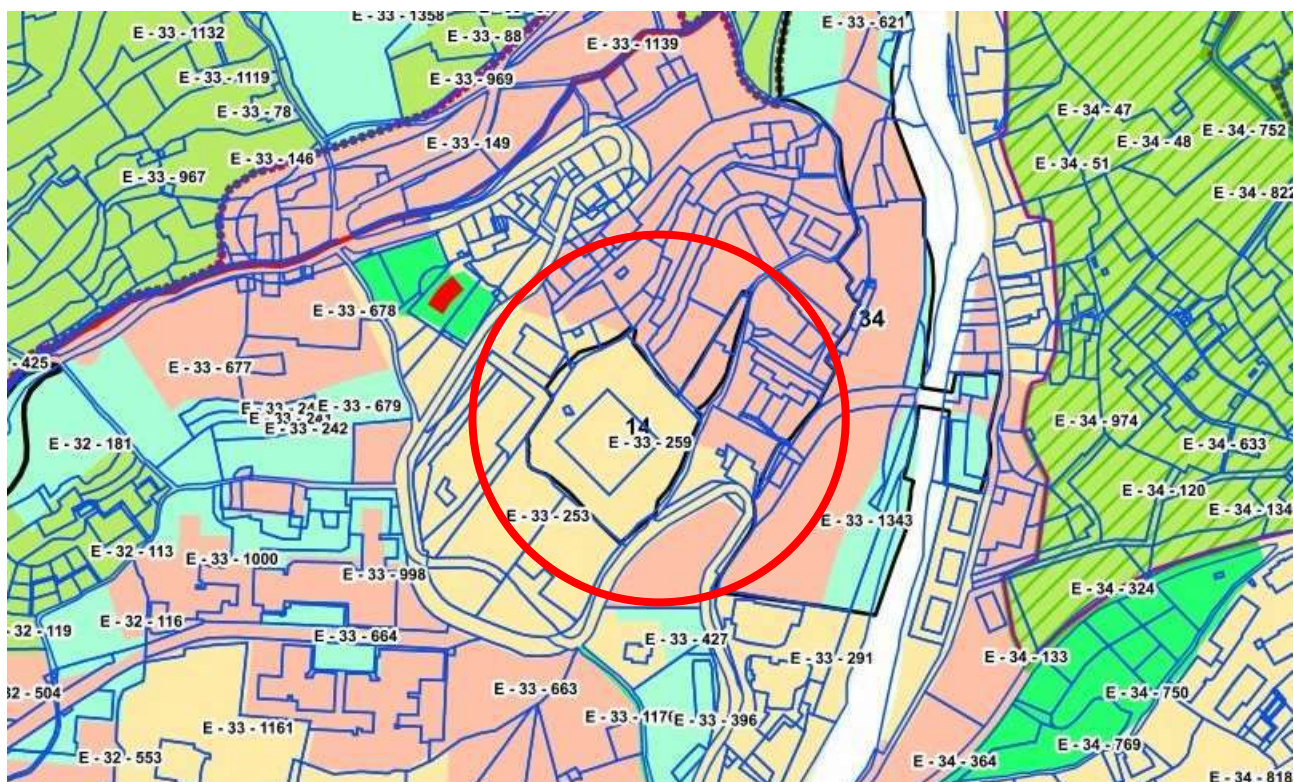 E - 33 - 1358
E - 33 - 1132
E - 33 - 88
E - 33 - 621
E - 33 - 1139
E - 33 - 1119
E - 33 - 969
E - 33 - 78
E - 34 - 47
E - 34 - 752
E - 33 - 149
E - 34 - 48
E - 33 - 146
E - 34 - 51
E - 33 - 967
E - 34 - 822
E - 33 - 678
34
- 425
E - 33 - 677
E - 33 - 679
E - 33 - 242
14
E - 33 - 259
E - 34 - 974
E - 32 - 181
E - 34 - 633
E - 34 - 120
E - 33 - 253
E - 33 - 1343
E - 34 - 134
E - 32 - 113
E - 33 - 1000
E - 33 - 998
E - 34 - 324
E - 32 - 116
- 32 - 119
E - 33 - 664
E - 33 - 427
E - 33 - 291
E - 34 - 133
32 - 504
E - 33 - 663
E - 34 - 750
E - 33 - 1161
E - 33 - 396
E - 34 - 769
E - 32 - 553
E - 34 - 364
E - 34 - 818